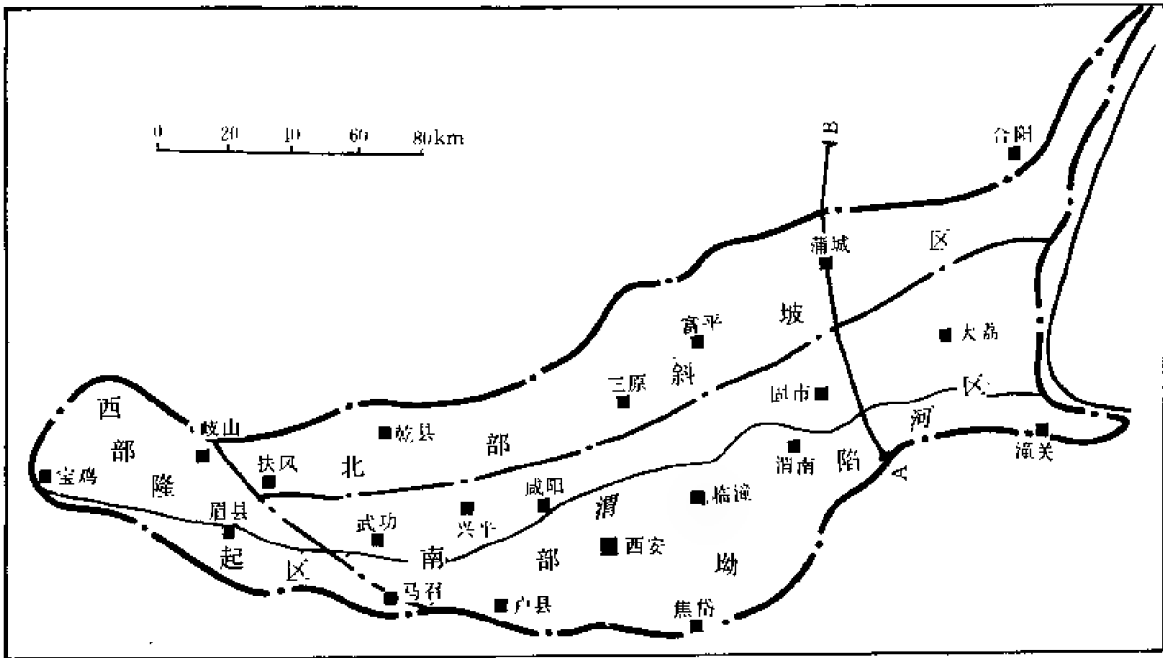 0 20 10 60 80km
B
合阳
蒲城
富平
大荔
三原
固市
岐山
乾县
扶风
宝鸡
眉县
渭南
潼关
A
临潼
咸阳
兴平
武功
西安
马召
户县
焦岱
西部隆起区
北部斜坡区
南部坳陷区
渭河